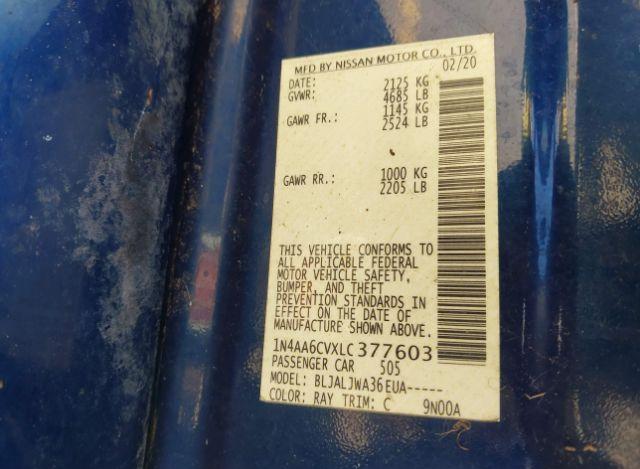 MFD BY NISSAN MOTOR CO., LTD.
02/20
DATE: 2125 KG
GVWR: 4685 LB
1145 KG
GAWR FR.: 2524 LB
1000 KG
GAWR RR.: 2205 LB
THIS VEHICLE CONFORMS TO
ALL APPLICABLE FEDERAL
MOTOR VEHICLE SAFETY,
BUMPER, AND THEFT
PREVENTION STANDARDS IN
EFFECT ON THE DATE OF
MANUFACTURE SHOWN ABOVE.
1N4AA6CVXLC377603
PASSENGER CAR 505
MODEL: BLJALJWA36EUA-----
COLOR: RAY TRIM: C 9N00A